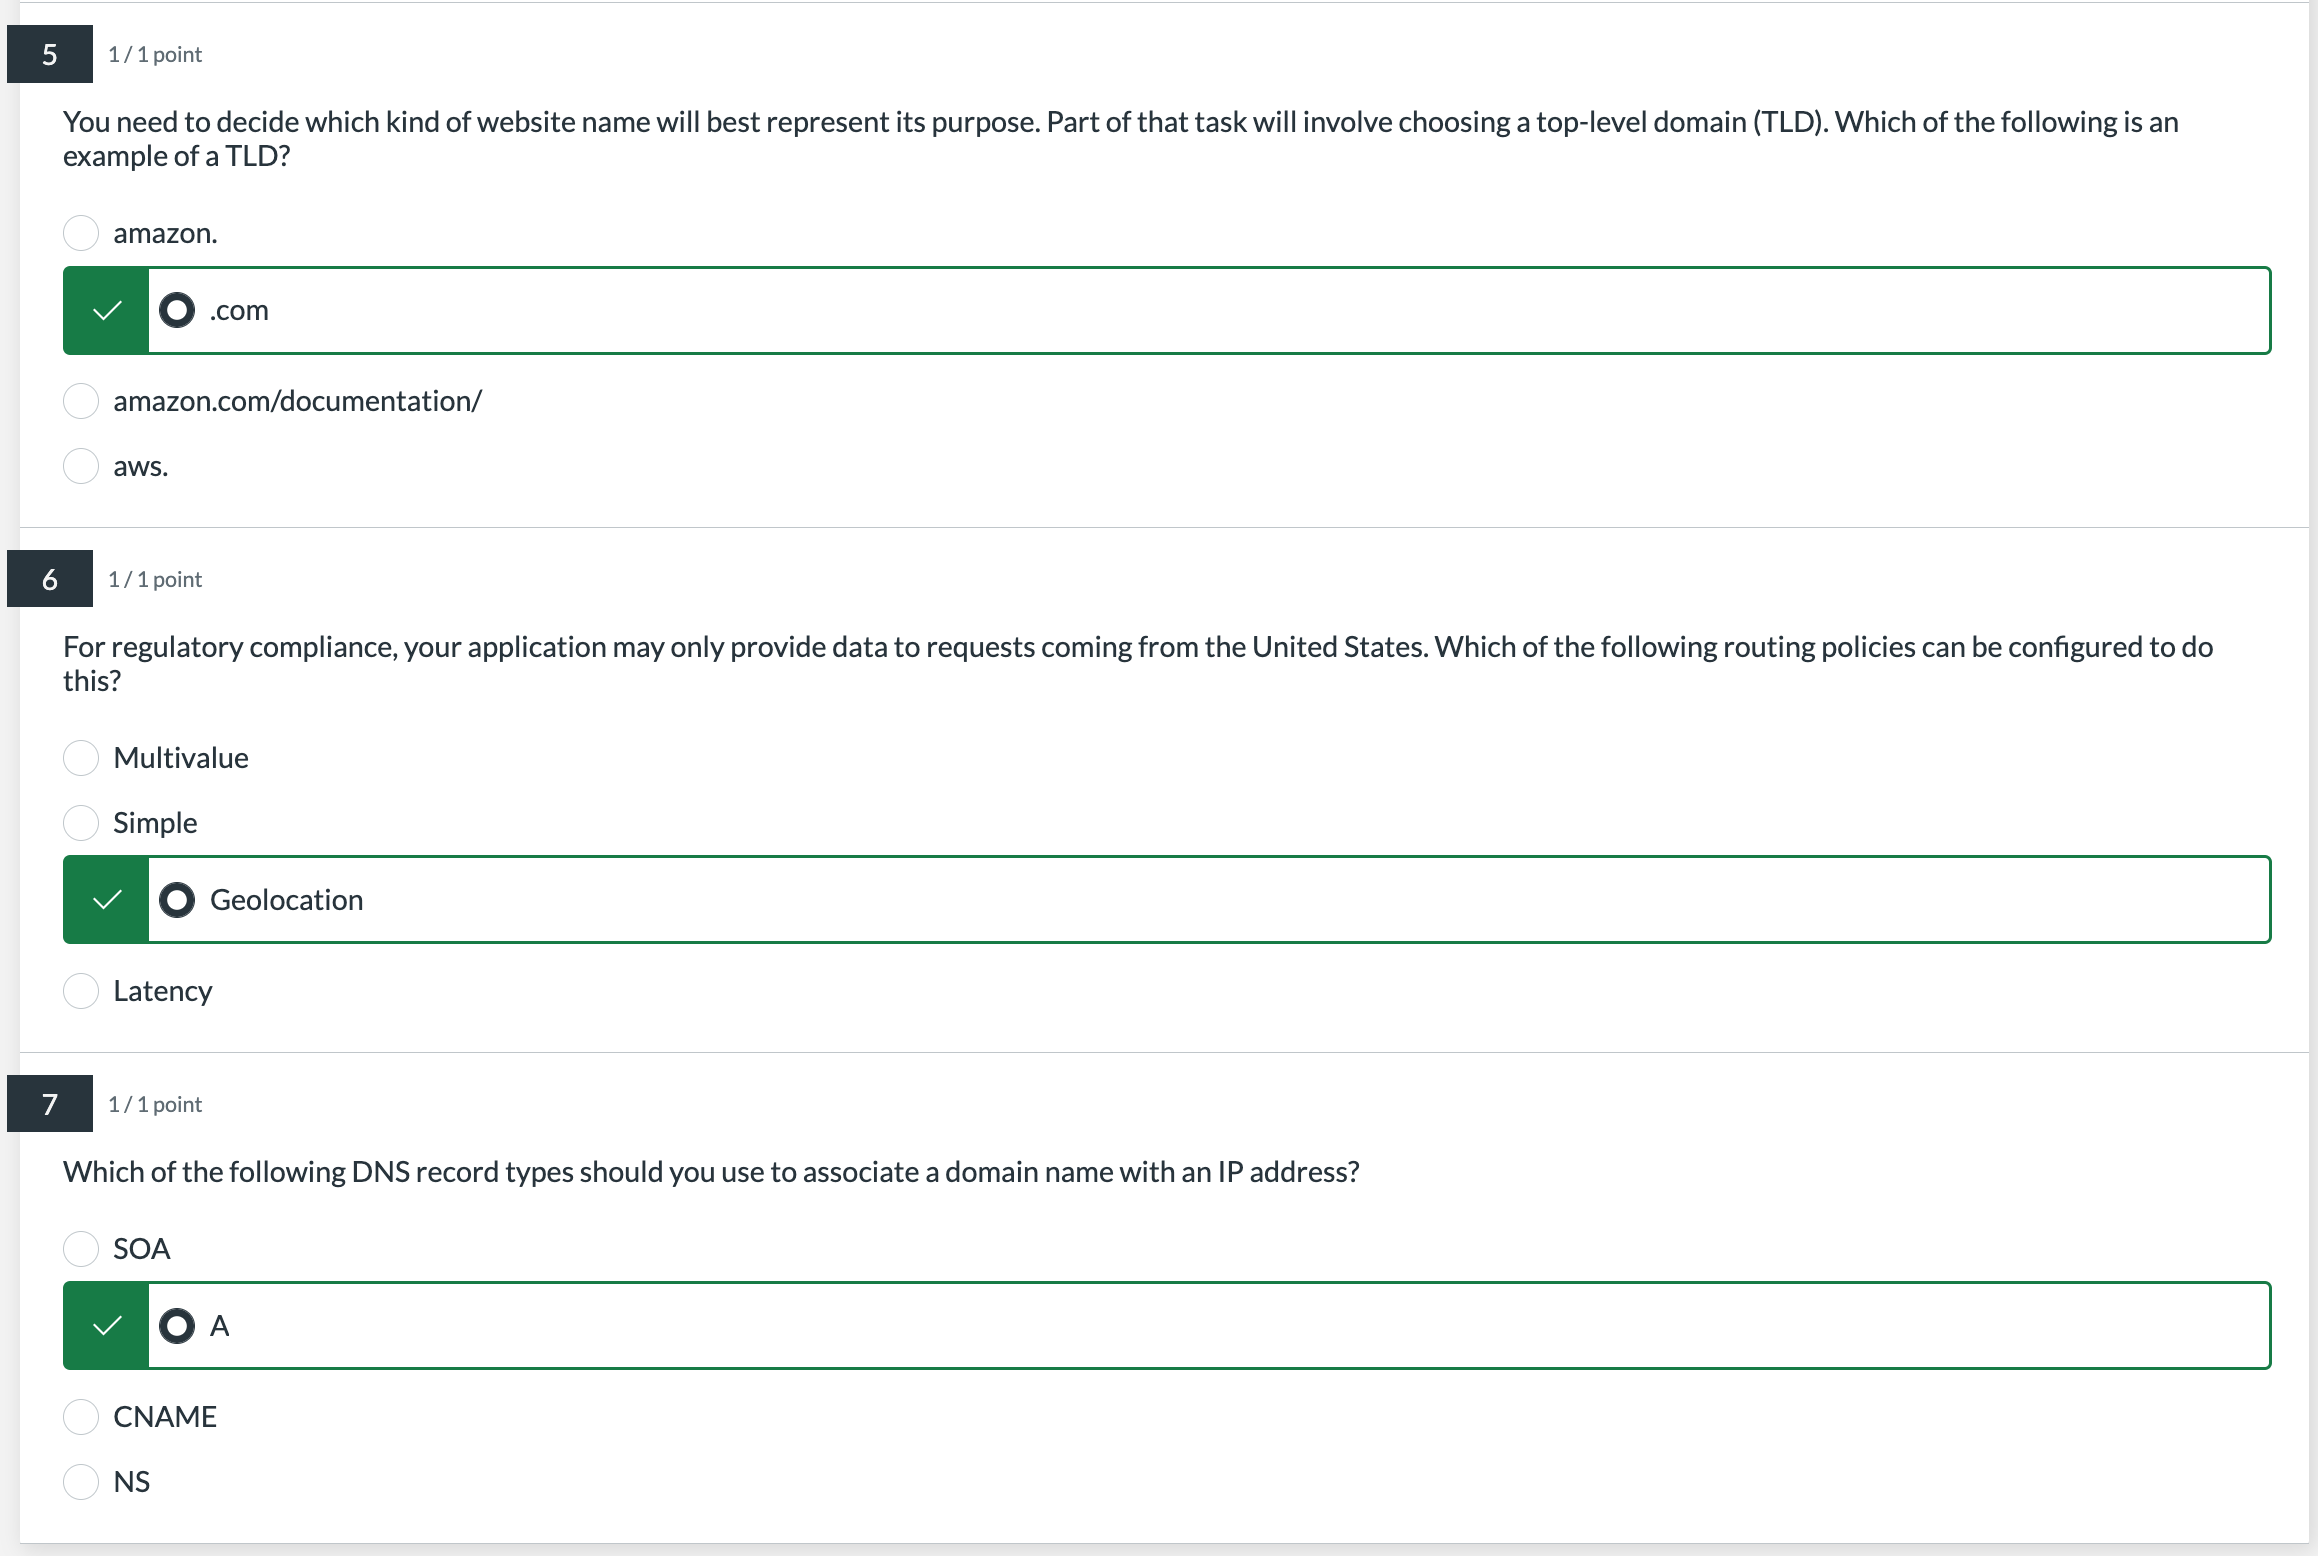 5
1 / 1 point
You need to decide which kind of website name will best represent its purpose. Part of that task will involve choosing a top-level domain (TLD). Which of the following is an
example of a TLD?
amazon.
.com
amazon.com/documentation/
aws.
6
1 / 1 point
For regulatory compliance, your application may only provide data to requests coming from the United States. Which of the following routing policies can be configured to do
this?
Multivalue
Simple
Geolocation
Latency
7
1 / 1 point
Which of the following DNS record types should you use to associate a domain name with an IP address?
SOA
A
CNAME
NS